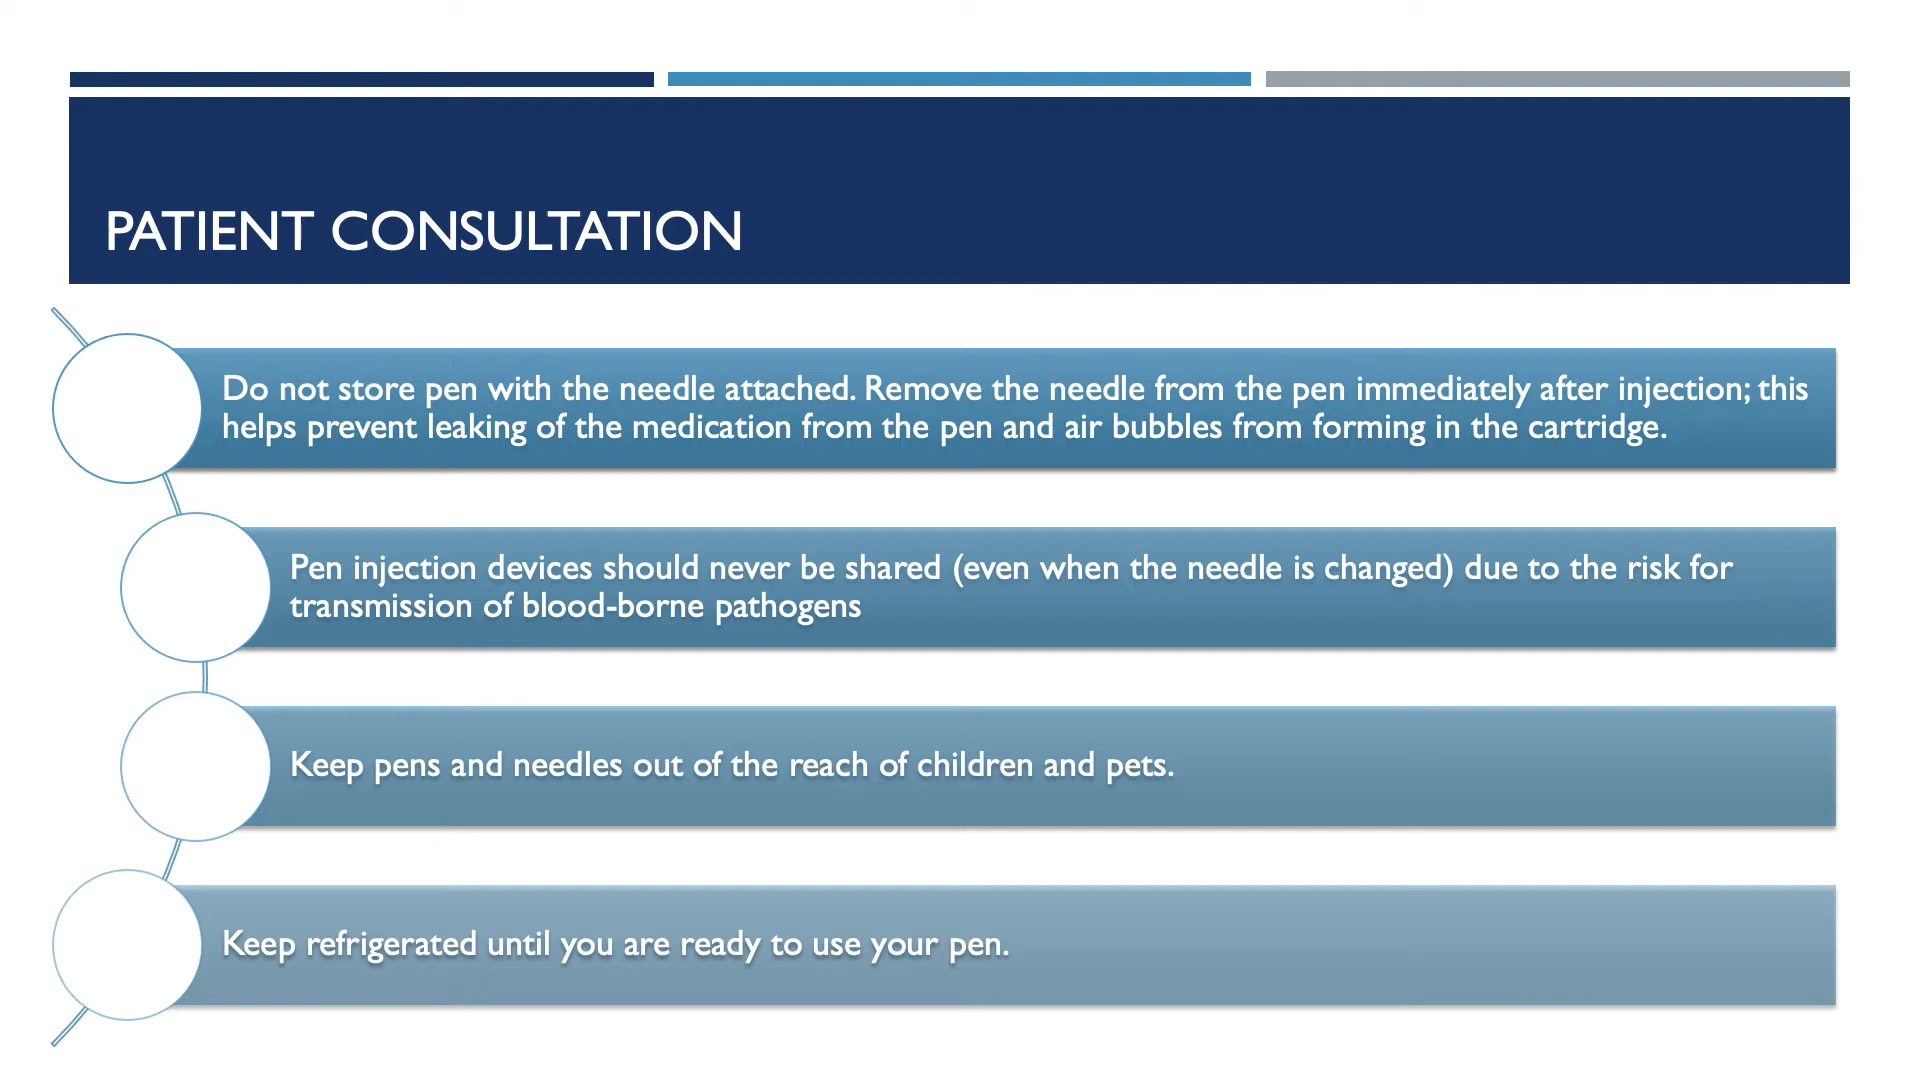 PATIENT CONSULTATION
Do not store pen with the needle attached. Remove the needle from the pen immediately after injection; this
helps prevent leaking of the medication from the pen and air bubbles from forming in the cartridge.
Pen injection devices should never be shared (even when the needle is changed) due to the risk for
transmission of blood-borne pathogens
Keep pens and needles out of the reach of children and pets.
Keep refrigerated until you are ready to use your pen.